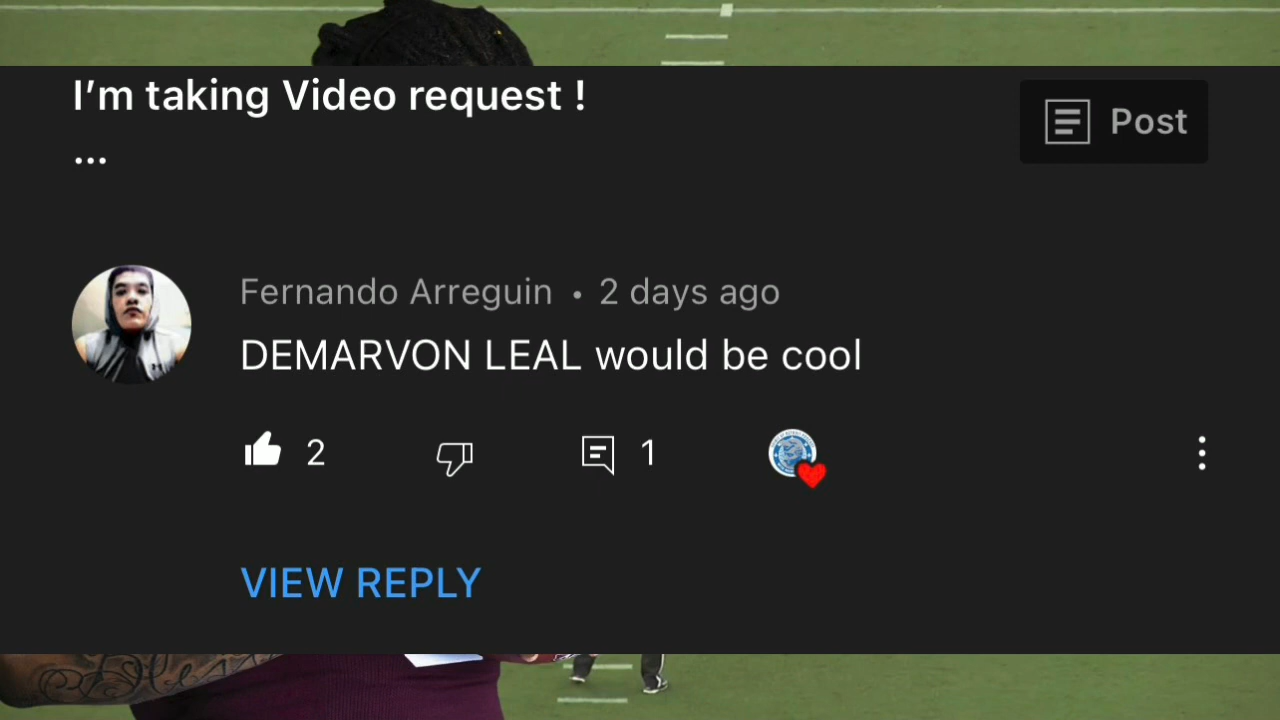 I'm taking Video request !
...
Post
Fernando Arreguin • 2 days ago
DEMARVON LEAL would be cool
2
1
VIEW REPLY